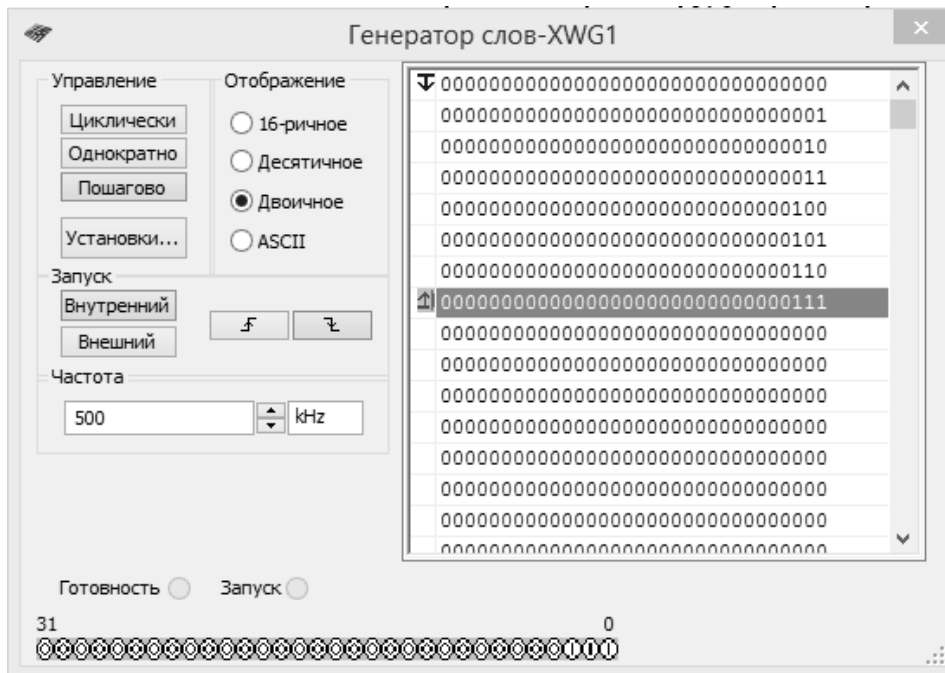 Генератор слов-XWG1
Управление
Циклически
Однократно
Пошагово
Установки...
Отображение
16-ричное
Десятичное
Двоичное
ASCII
Запуск
Внутренний
Внешний
Частота
500 kHz
00000000000000000000000000000000
00000000000000000000000000000001
00000000000000000000000000000010
00000000000000000000000000000011
00000000000000000000000000000100
00000000000000000000000000000101
00000000000000000000000000000110
00000000000000000000000000000111
00000000000000000000000000000000
00000000000000000000000000000000
00000000000000000000000000000000
00000000000000000000000000000000
00000000000000000000000000000000
00000000000000000000000000000000
00000000000000000000000000000000
00000000000000000000000000000000
Готовность Запуск
31 0
00000000000000000000000000000111